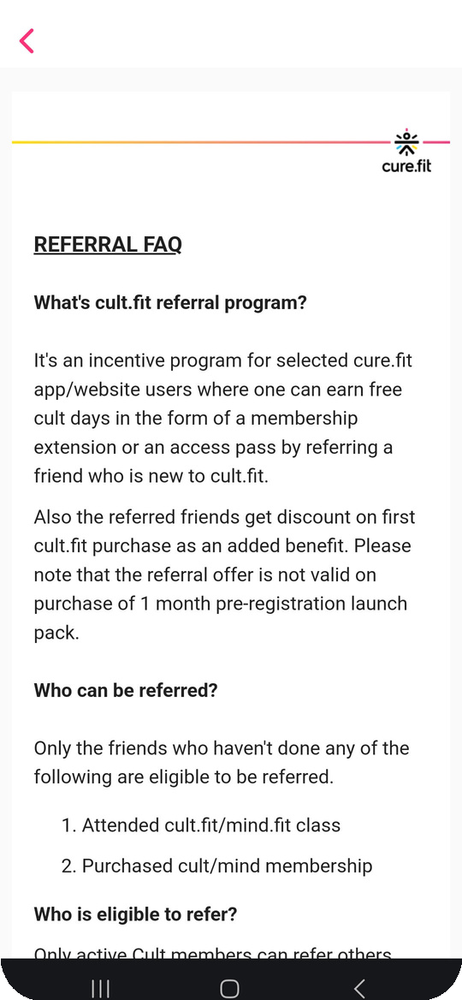 cure.fit
REFERRAL FAQ
What's cult.fit referral program?
It's an incentive program for selected cure.fit
app/website users where one can earn free
cult days in the form of a membership
extension or an access pass by referring a
friend who is new to cult.fit.
Also the referred friends get discount on first
cult.fit purchase as an added benefit. Please
note that the referral offer is not valid on
purchase of 1 month pre-registration launch
pack.
Who can be referred?
Only the friends who haven't done any of the
following are eligible to be referred.
1. Attended cult.fit/mind.fit class
2. Purchased cult/mind membership
Who is eligible to refer?
Only active Cult members can refer others